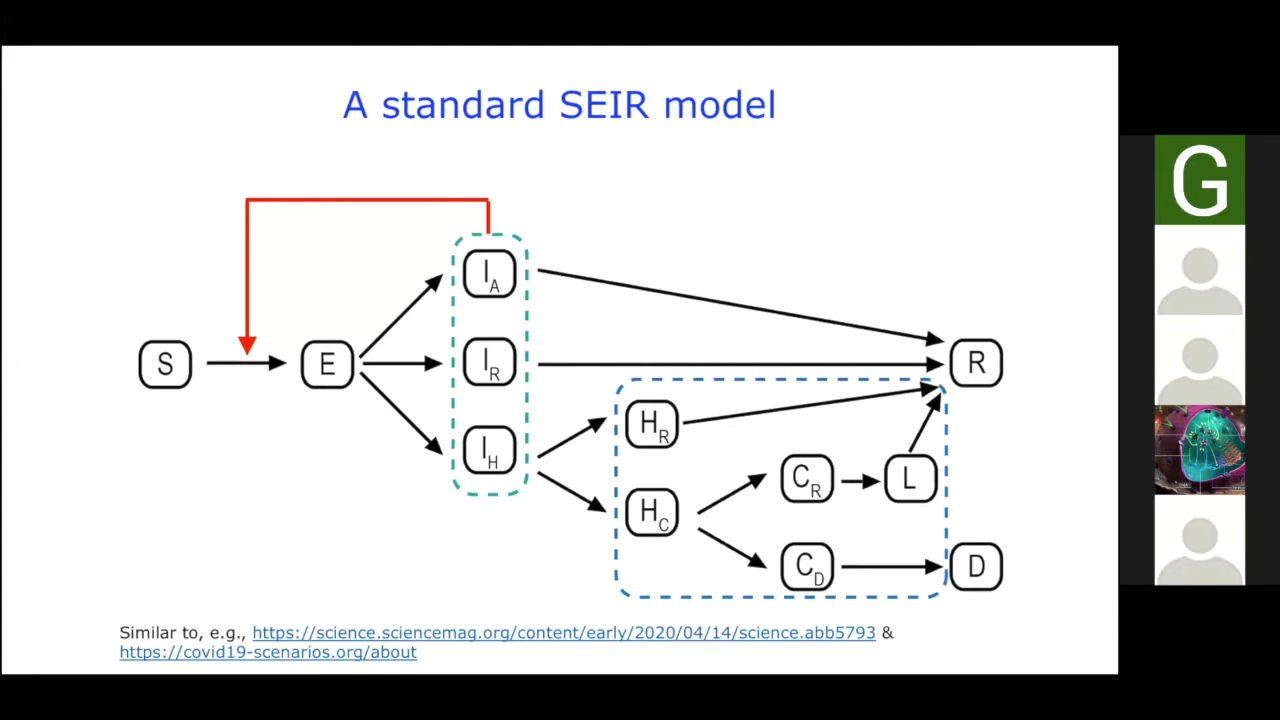 A standard SEIR model
G
I_A
S
E
I_R
R
I_H
H_R
C_R
L
H_C
C_D
D
Similar to, e.g., https://science.sciencemag.org/content/early/2020/04/14/science.abb5793 &
https://covid19-scenarios.org/about